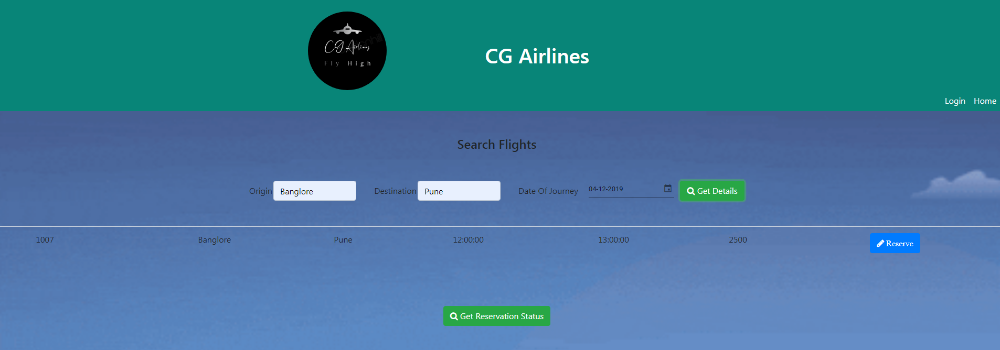 CG Airlines
Fly High
CG Airlines
Login Home
Search Flights
Origin Banglore Destination Pune Date Of Journey 04-12-2019 Get Details
1007 Banglore Pune 12:00:00 13:00:00 2500 Reserve
Get Reservation Status